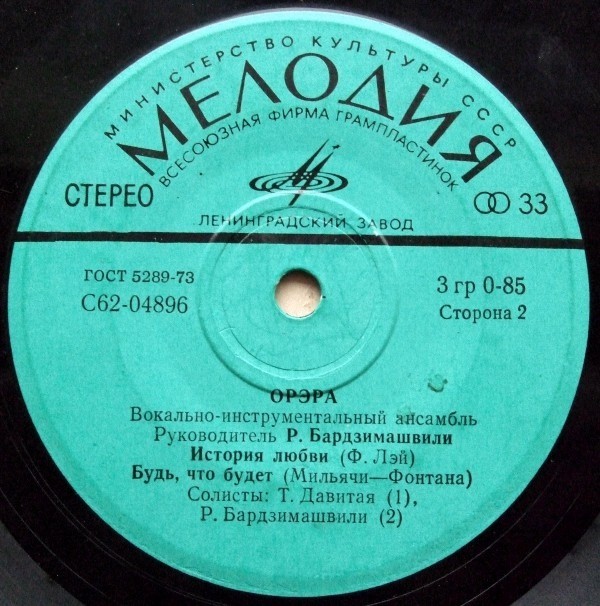 МИНИСТЕРСТВО КУЛЬТУРЫ СССР
МЕЛОДИЯ
ВСЕСОЮЗНАЯ ФИРМА ГРАМПЛАСТИНОК
СТЕРЕО
33
ЛЕНИНГРАДСКИЙ ЗАВОД
ГОСТ 5289-73
С62-04896
3 гр 0-85
Сторона 2
ОРЭРА
Вокально-инструментальный ансамбль
Руководитель Р. Бардзимашвили
История любви (Ф. Лэй)
Будь, что будет (Мильячи—Фонтана)
Солисты: Т. Давитая (1),
Р. Бардзимашвили (2)